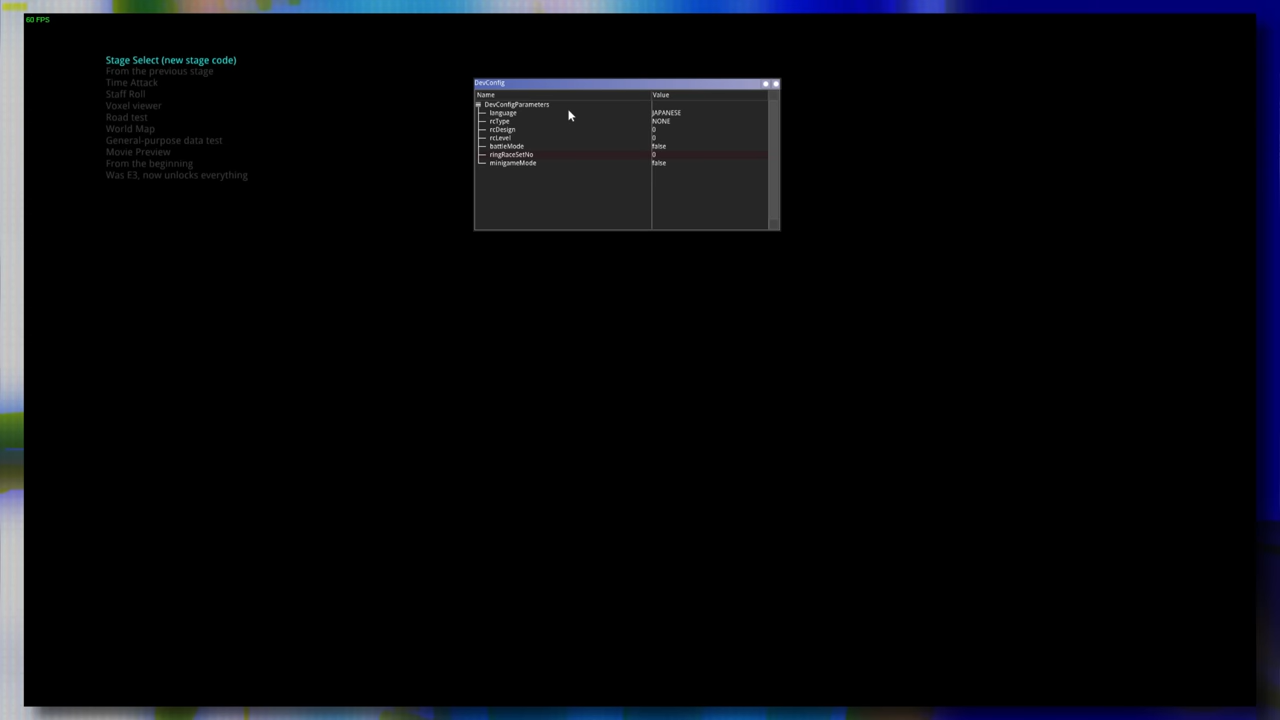 60 FPS
Stage Select (new stage code)
From the previous stage
Time Attack
Staff Roll
Voxel viewer
Road test
World Map
General-purpose data test
Movie Preview
From the beginning
Was E3, now unlocks everything
DevConfig
Name Value
DevConfigParameters
language JAPANESE
rcType NONE
rcDesign 0
rcLevel 0
battleMode false
ringRaceSetNo 0
minigameMode false